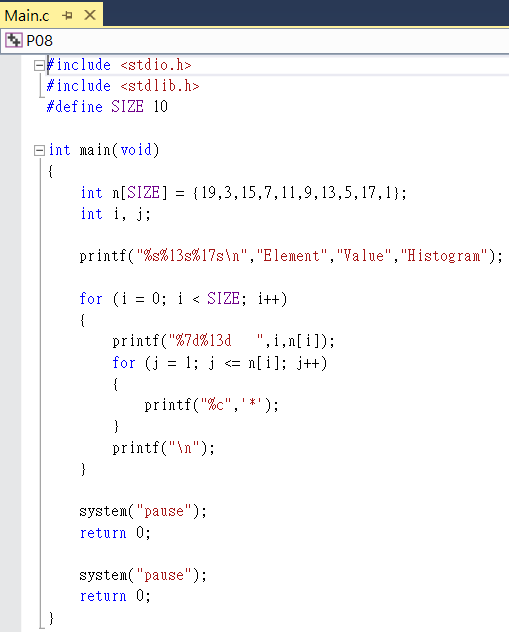 Main.c
P08
#include <stdio.h>
#include <stdlib.h>
#define SIZE 10
int main(void)
{
    int n[SIZE] = {19,3,15,7,11,9,13,5,17,1};
    int i, j;
    printf("%s%13s%17s\n","Element","Value","Histogram");
    for (i = 0; i < SIZE; i++)
    {
        printf("%7d%13d   ",i,n[i]);
        for (j = 1; j <= n[i]; j++)
        {
            printf("%c",'*');
        }
        printf("\n");
    }
    system("pause");
    return 0;
    system("pause");
    return 0;
}